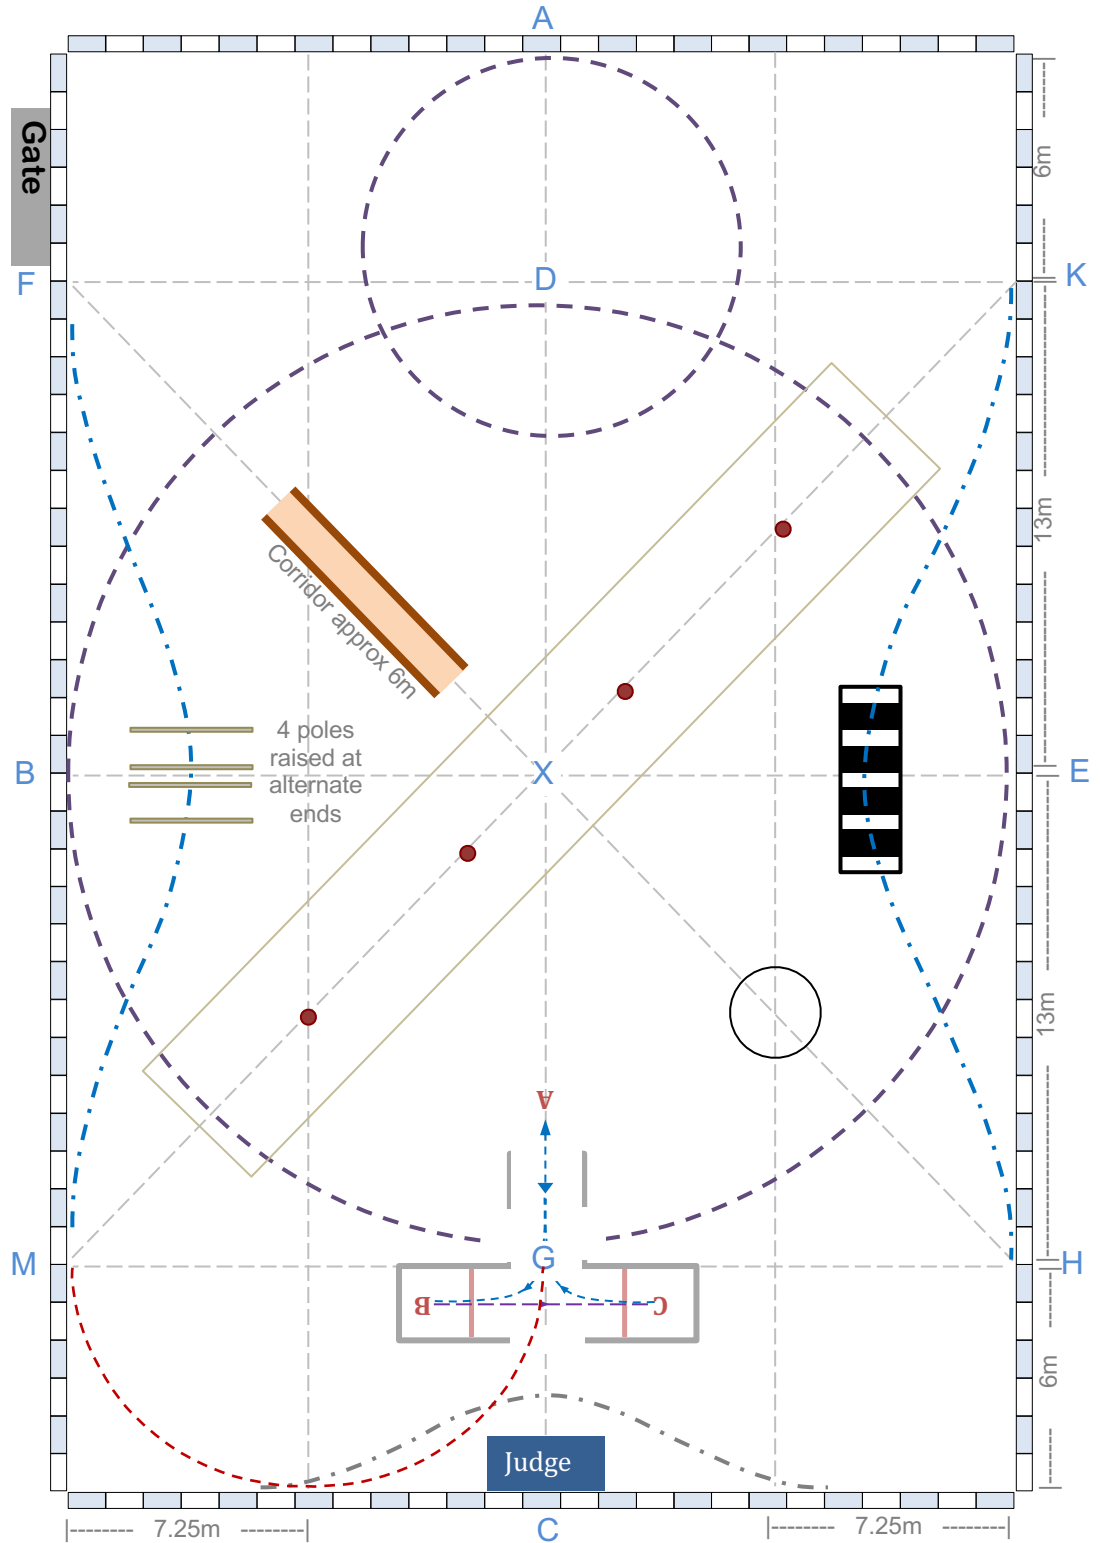 A
Gate
6m
F
D
K
13m
Corridor approx 6m
4 poles
raised at
alternate
ends
B
X
E
13m
A
M
G
H
B
C
6m
Judge
7.25m
C
7.25m